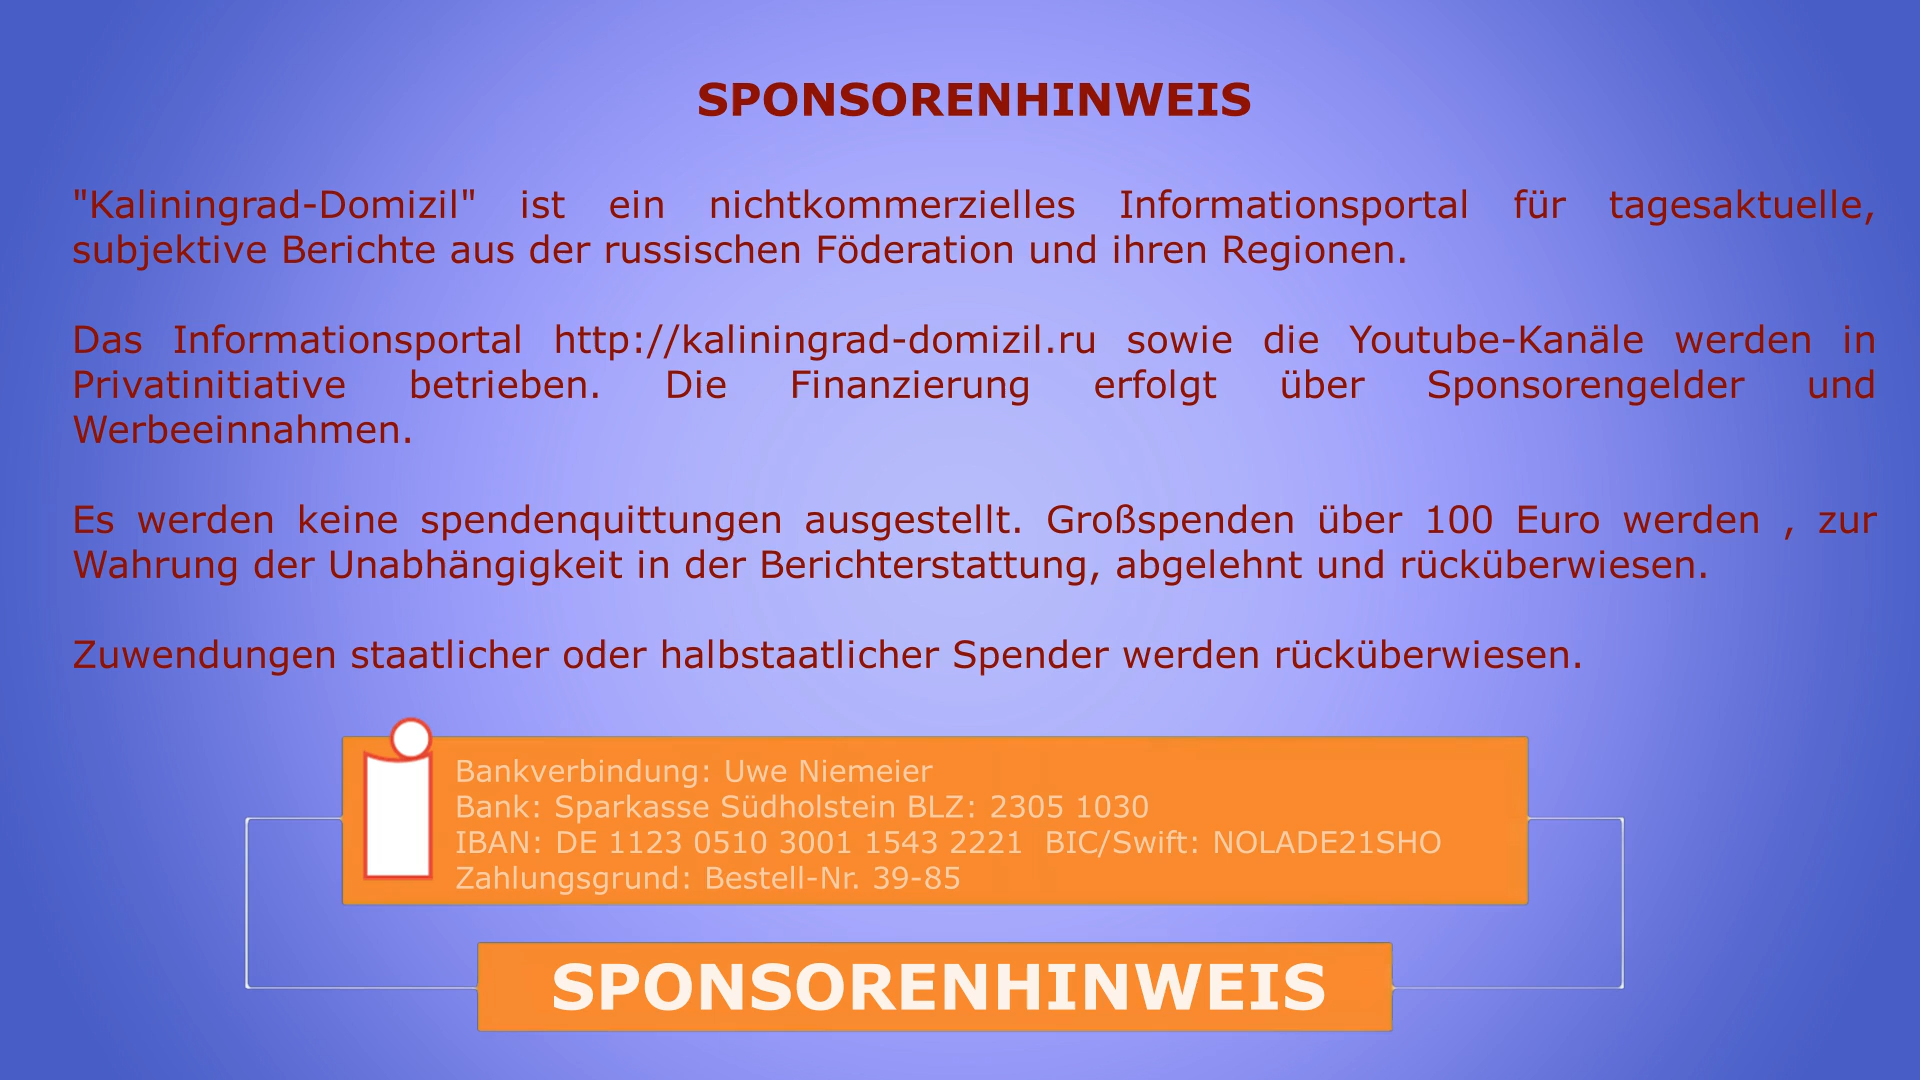 SPONSORENHINWEIS
"Kaliningrad-Domizil" ist ein nichtkommerzielles Informationsportal für tagesaktuelle,
subjektive Berichte aus der russischen Föderation und ihren Regionen.
Das Informationsportal http://kaliningrad-domizil.ru sowie die Youtube-Kanäle werden in
Privatinitiative betrieben. Die Finanzierung erfolgt über Sponsorengelder und
Werbeeinnahmen.
Es werden keine spendenquittungen ausgestellt. Großspenden über 100 Euro werden , zur
Wahrung der Unabhängigkeit in der Berichterstattung, abgelehnt und rücküberwiesen.
Zuwendungen staatlicher oder halbstaatlicher Spender werden rücküberwiesen.
Bankverbindung: Uwe Niemeier
Bank: Sparkasse Südholstein BLZ: 2305 1030
IBAN: DE 1123 0510 3001 1543 2221 BIC/Swift: NOLADE21SHO
Zahlungsgrund: Bestell-Nr. 39-85
SPONSORENHINWEIS